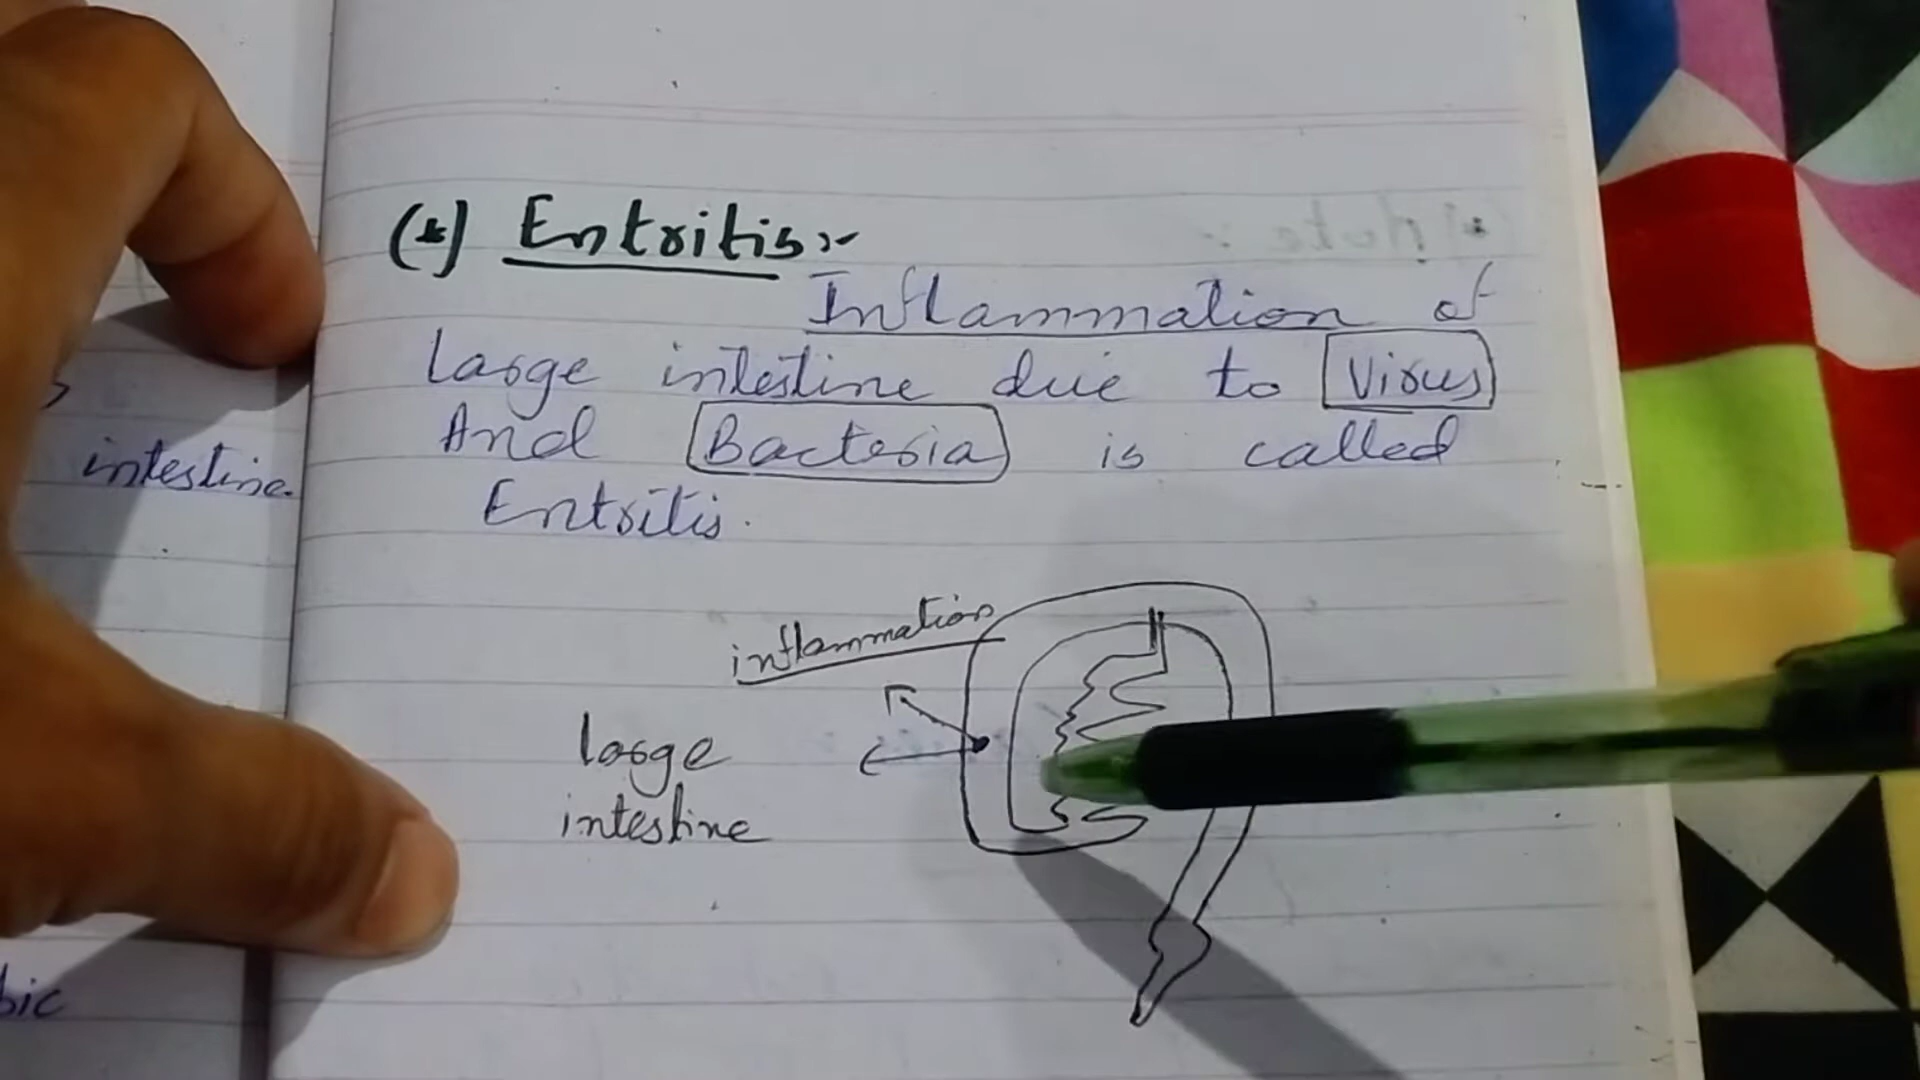 (*) Entritis:-
Inflammation of
large intestine due to Virus
And Bacteria is called
Entritis.
inflammation
large
intestine
intestine.
bic